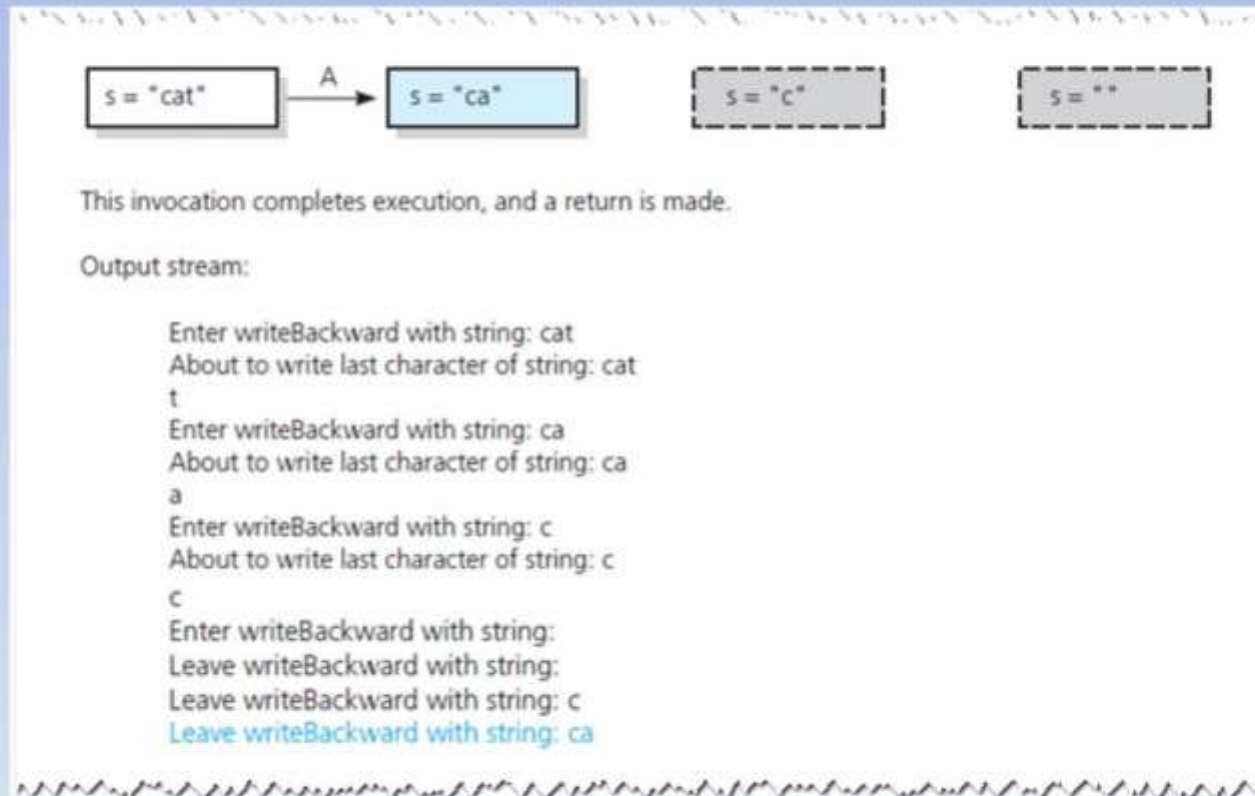 s = "cat"
A
s = "ca"
s = "c"
s = ""
This invocation completes execution, and a return is made.
Output stream:
Enter writeBackward with string: cat
About to write last character of string: cat
t
Enter writeBackward with string: ca
About to write last character of string: ca
a
Enter writeBackward with string: c
About to write last character of string: c
c
Enter writeBackward with string:
Leave writeBackward with string:
Leave writeBackward with string: c
Leave writeBackward with string: ca